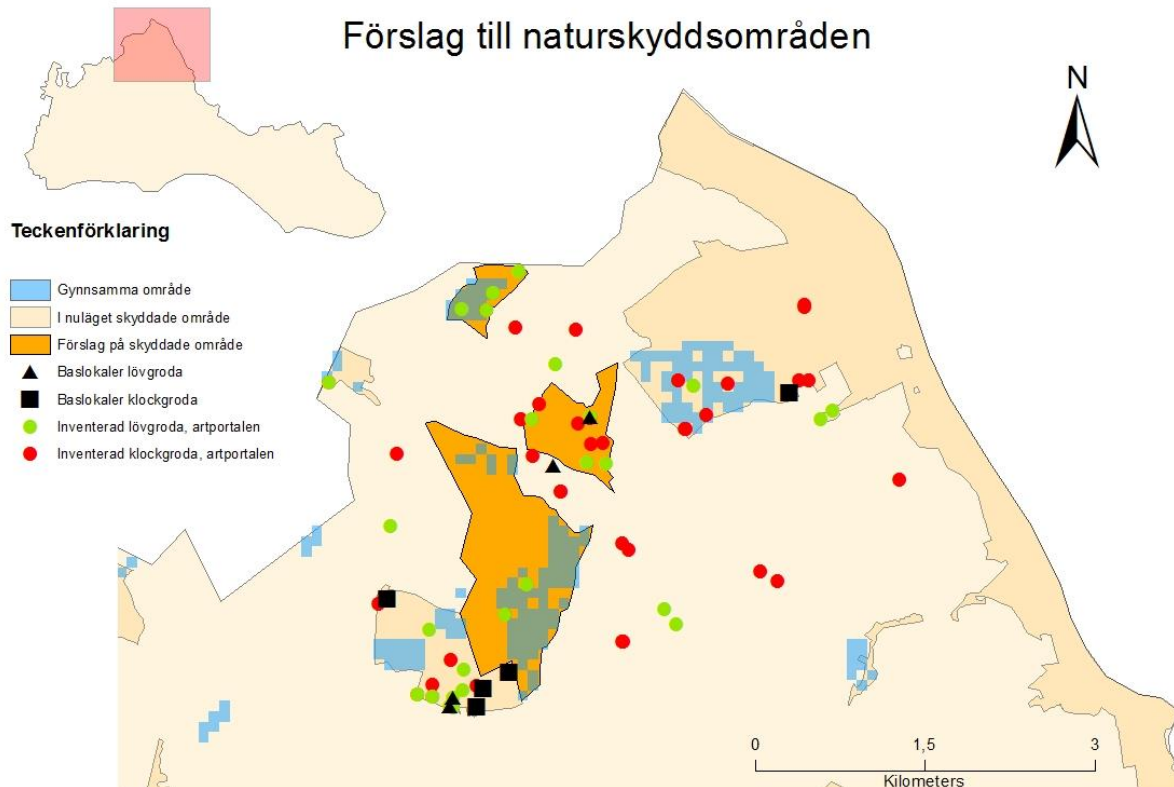 Förslag till naturskyddsområden
N
Teckenförklaring
Gynnsamma område
I nuläget skyddade område
Förslag på skyddade område
Baslokaler lövgroda
Baslokaler klockgroda
Inventerad lövgroda, artportalen
Inventerad klockgroda, artportalen
0 1,5 3
Kilometers